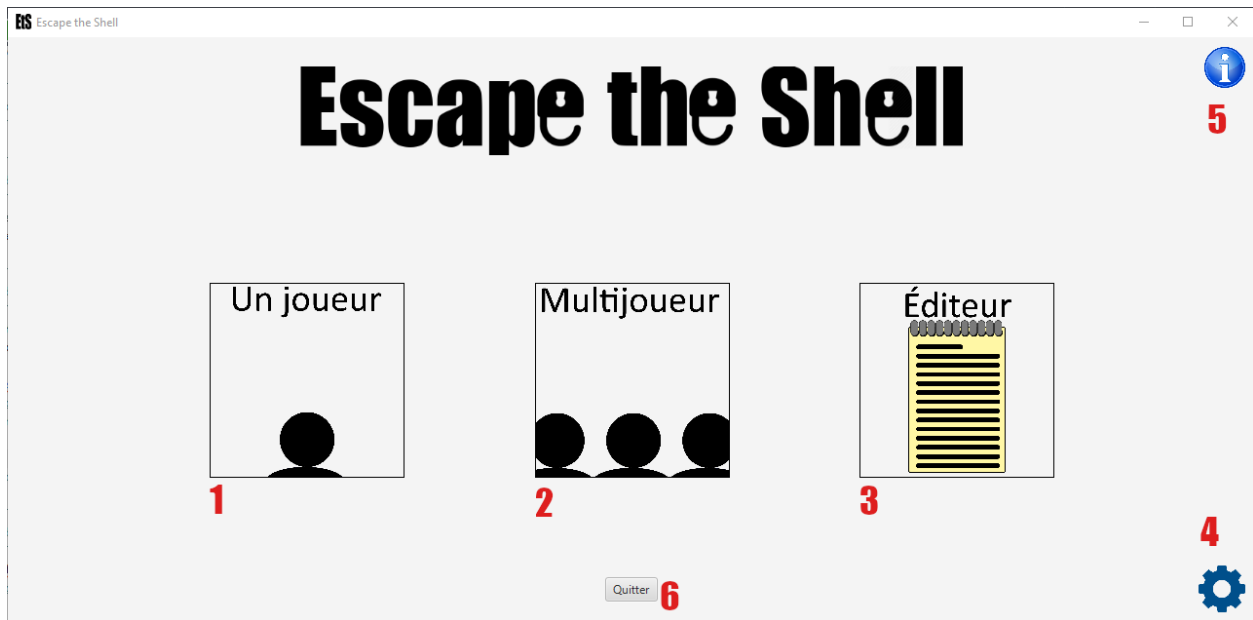 EtS Escape the Shell
Escape the Shell
5
Un joueur
Multijoueur
Éditeur
1
2
3
4
Quitter
6